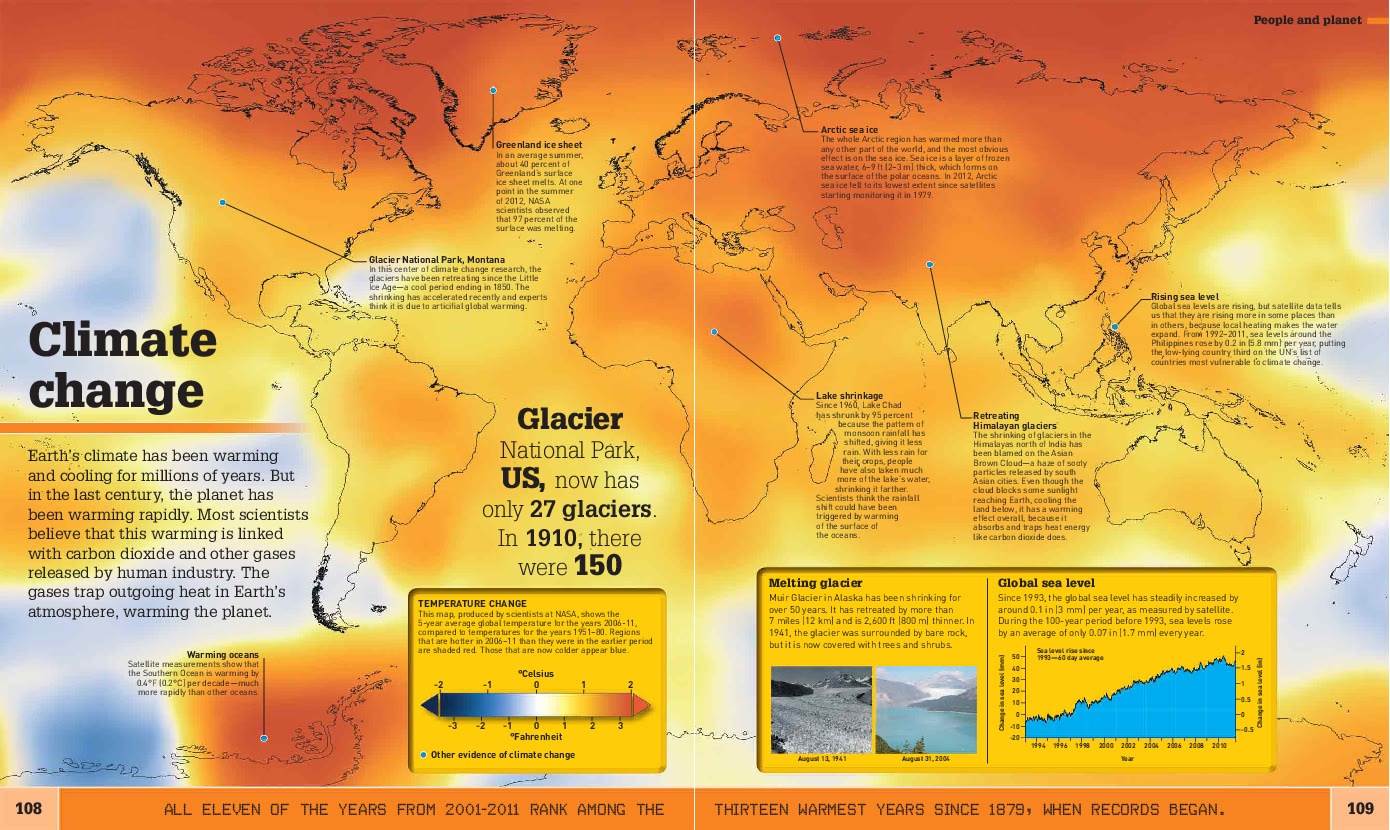 People and planet
Climate
change
Earth's climate has been warming
and cooling for millions of years. But
in the last century, the planet has
been warming rapidly. Most scientists
believe that this warming is linked
with carbon dioxide and other gases
released by human industry. The
gases trap outgoing heat in Earth's
atmosphere, warming the planet.
Greenland ice sheet
In an average summer,
about 40 percent of
Greenland's surface
ice sheet melts. At one
point in the summer
of 2012, NASA
scientists observed
that 97 percent of the
surface was melting.
Glacier National Park, Montana
In this center of climate change research, the
glaciers have been retreating since the Little
Ice Age—a cool period ending in 1850. The
shrinking has accelerated recently and experts
think it is due to articifial global warming.
Glacier
National Park,
US, now has
only 27 glaciers.
In 1910, there
were 150
Warming oceans
Satellite measurements show that
the Southern Ocean is warming by
0.4°F (0.2°C) per decade—much
more rapidly than other oceans.
TEMPERATURE CHANGE
This map, produced by scientists at NASA, shows the
5-year average global temperature for the years 2006–11,
compared to temperatures for the years 1951–80. Regions
that are hotter in 2006–11 than they were in the earlier period
are shaded red. Those that are now colder appear blue.
°Celsius
-2 -1 0 1 2
-3 -2 -1 0 1 2 3
°Fahrenheit
Other evidence of climate change
Arctic sea ice
The whole Arctic region has warmed more than
any other part of the world, and the most obvious
effect is on the sea ice. Sea ice is a layer of frozen
sea water, 6–9 ft (2–3 m) thick, which forms on
the surface of the polar oceans. In 2012, Arctic
sea ice fell to its lowest extent since satellites
starting monitoring it in 1979.
Rising sea level
Global sea levels are rising, but satellite data tells
us that they are rising more in some places than
in others, because local heating makes the water
expand. From 1992–2011, sea levels around the
Philippines rose by 0.2 in (5.8 mm) per year, putting
the low-lying country third on the UN's list of
countries most vulnerable to climate change.
Lake shrinkage
Since 1960, Lake Chad
has shrunk by 95 percent
because the pattern of
monsoon rainfall has
shifted, giving it less
rain. With less rain for
their crops, people
have also taken much
more of the lake's water,
shrinking it farther.
Scientists think the rainfall
shift could have been
triggered by warming
of the surface of
the oceans.
Retreating
Himalayan glaciers
The shrinking of glaciers in the
Himalayas north of India has
been blamed on the Asian
Brown Cloud—a haze of sooty
particles released by south
Asian cities. Even though the
cloud blocks some sunlight
reaching Earth, cooling the
land below, it has a warming
effect overall, because it
absorbs and traps heat energy
like carbon dioxide does.
Melting glacier
Muir Glacier in Alaska has been shrinking for
over 50 years. It has retreated by more than
7 miles (12 km) and is 2,600 ft (800 m) thinner. In
1941, the glacier was surrounded by bare rock,
but it is now covered with trees and shrubs.
August 13, 1941
August 31, 2004
Global sea level
Since 1993, the global sea level has steadily increased by
around 0.1 in (3 mm) per year, as measured by satellite.
During the 100-year period before 1993, sea levels rose
by an average of only 0.07 in (1.7 mm) every year.
Sea level rise since
1993—60 day average
Change in sea level (mm)
50
40
30
20
10
0
-10
-20
2
1.5
1
0.5
0
-0.5
Change in sea level (in)
1994 1996 1998 2000 2002 2004 2006 2008 2010
Year
108
ALL ELEVEN OF THE YEARS FROM 2001-2011 RANK AMONG THE
THIRTEEN WARMEST YEARS SINCE 1879, WHEN RECORDS BEGAN.
109